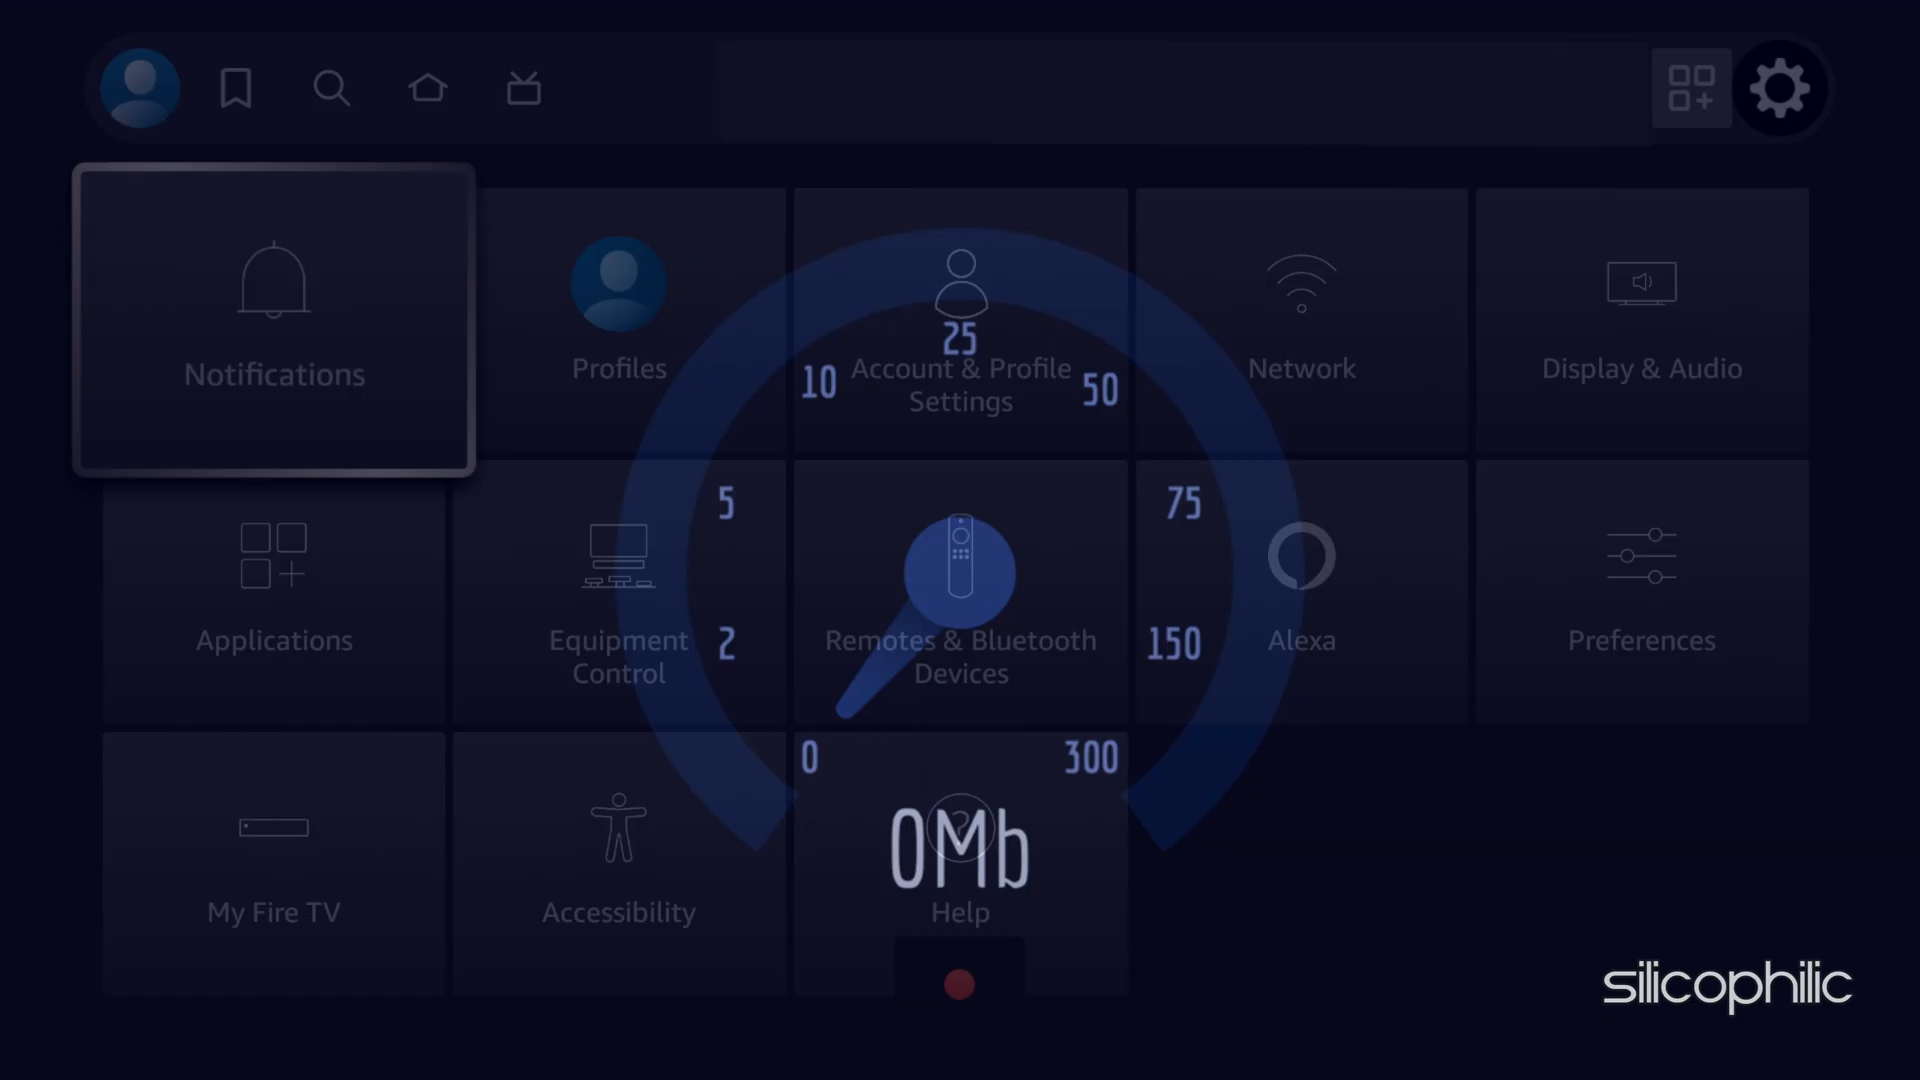 Notifications
Profiles
Account & Profile
Settings
Network
Display & Audio
25
10
50
5
75
Applications
Equipment
Control
2
Remotes & Bluetooth
Devices
150
Alexa
Preferences
0
300
0Mb
My Fire TV
Accessibility
Help
silicophilic